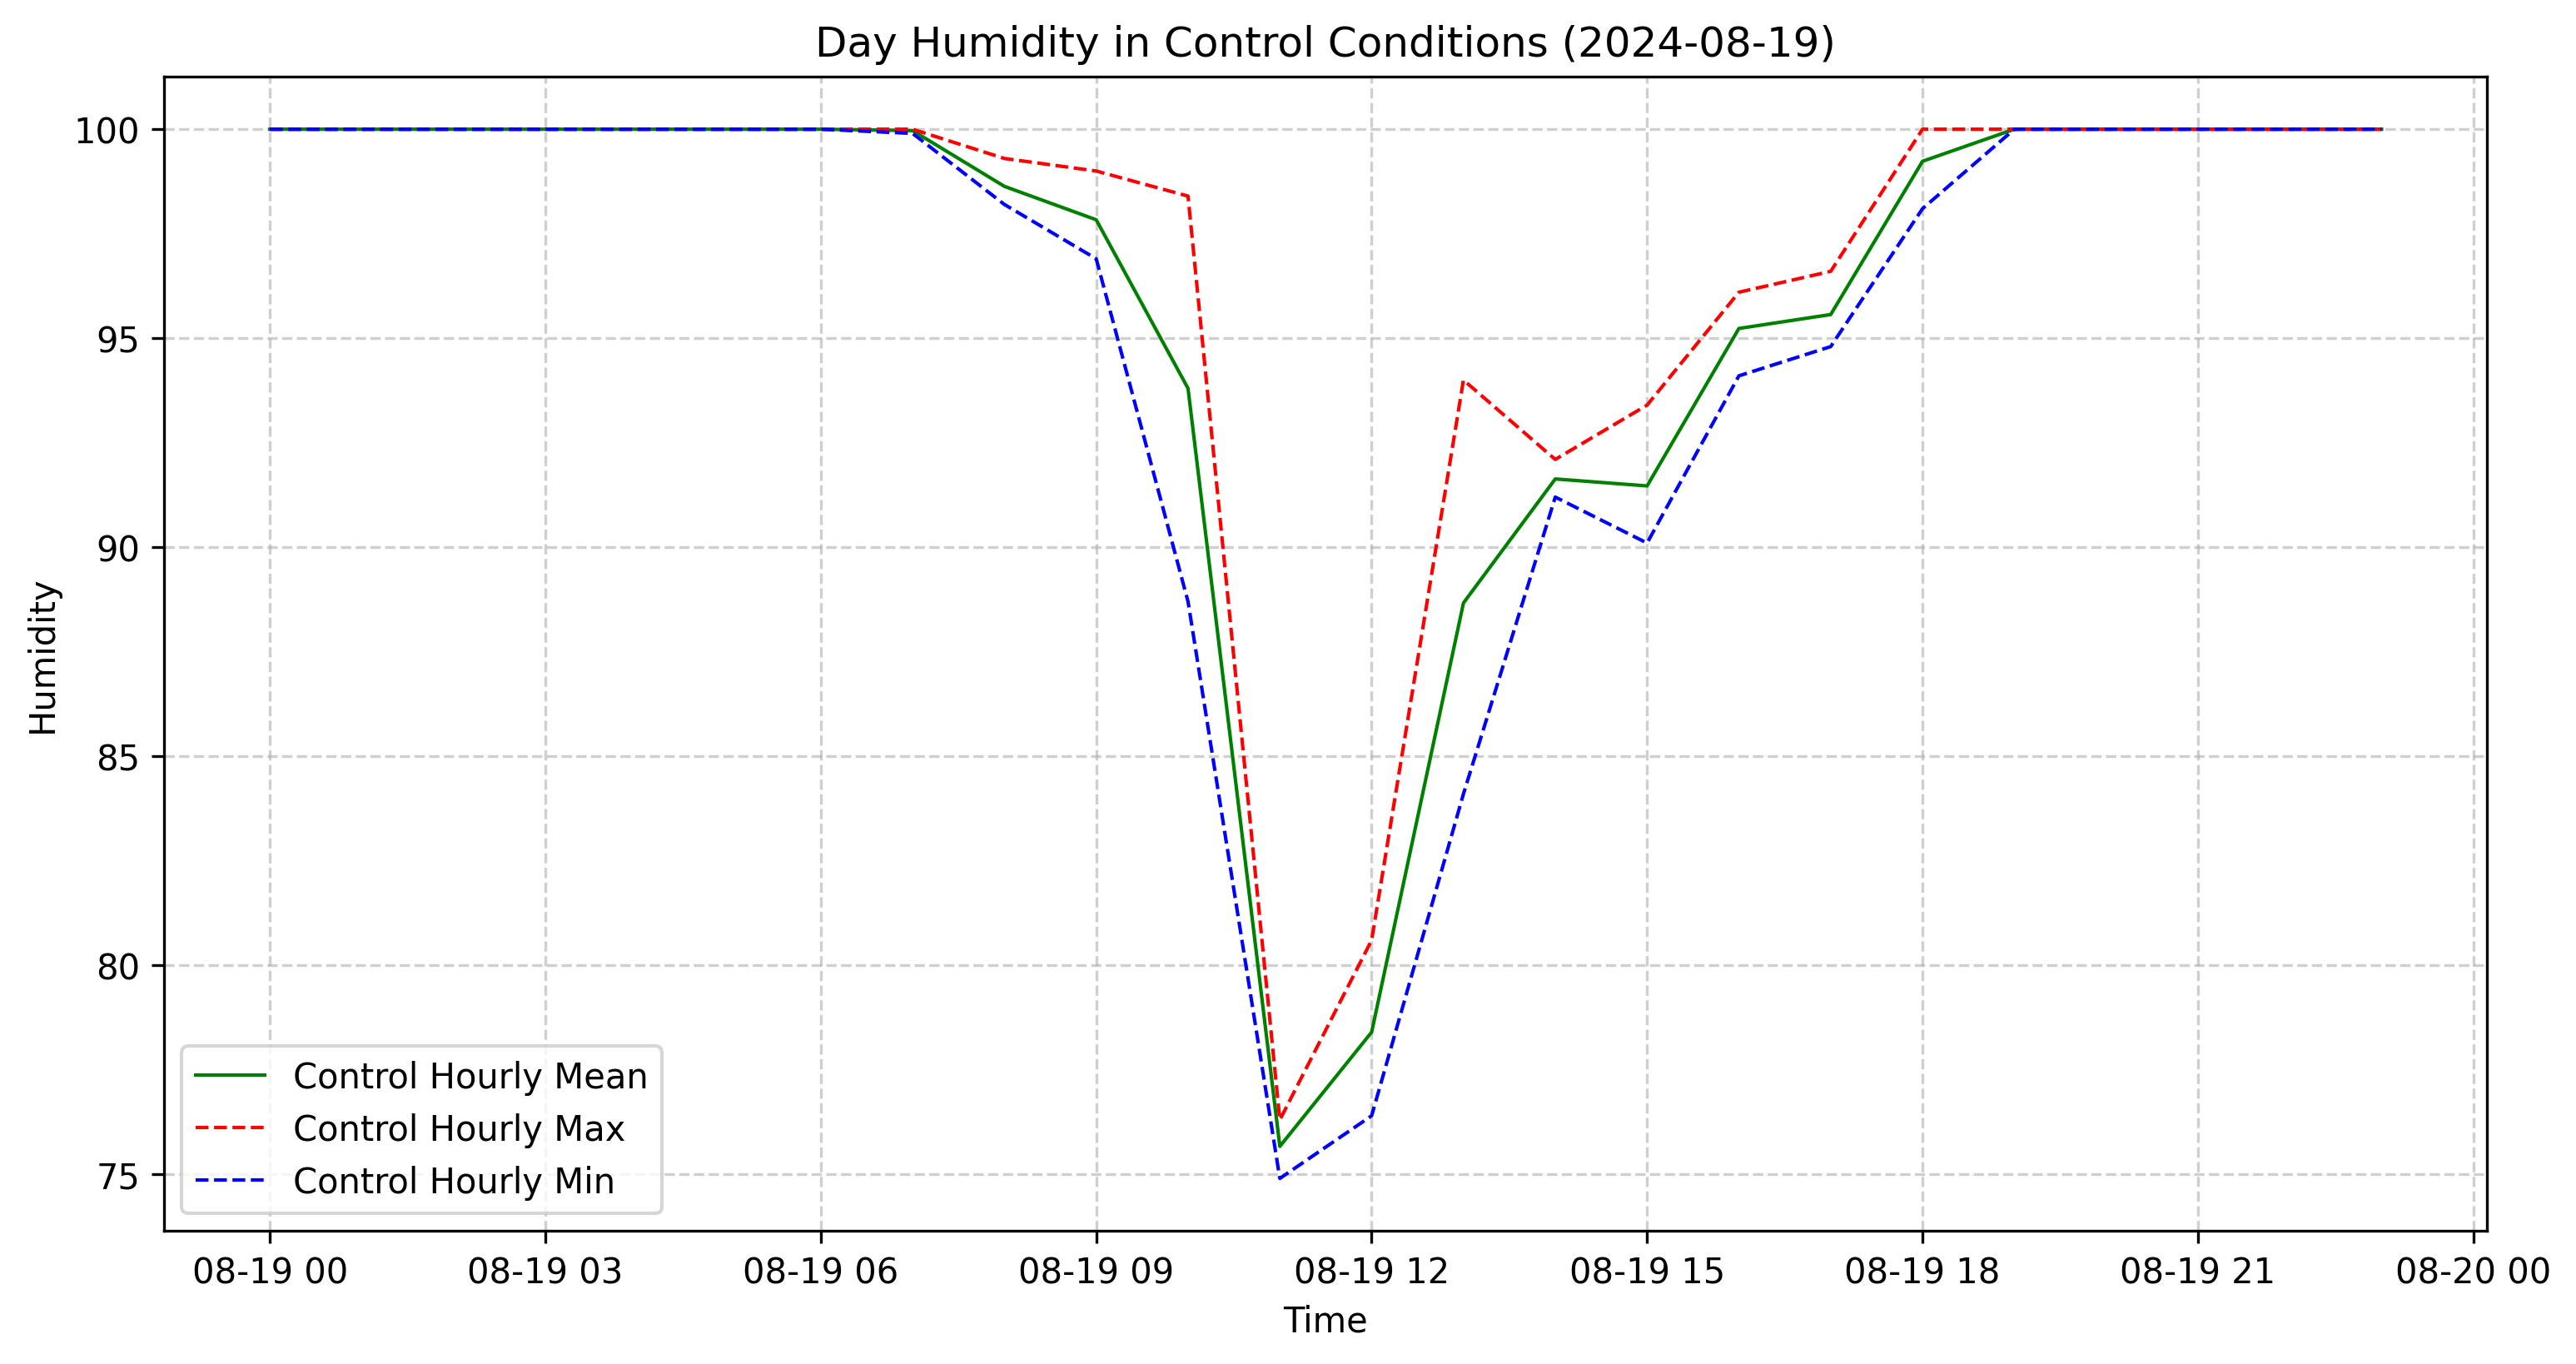 Day Humidity in Control Conditions (2024-08-19)
Humidity
100
95
90
85
80
75
Control Hourly Mean
Control Hourly Max
Control Hourly Min
08-19 00 08-19 03 08-19 06 08-19 09 08-19 12 08-19 15 08-19 18 08-19 21 08-20 00
Time